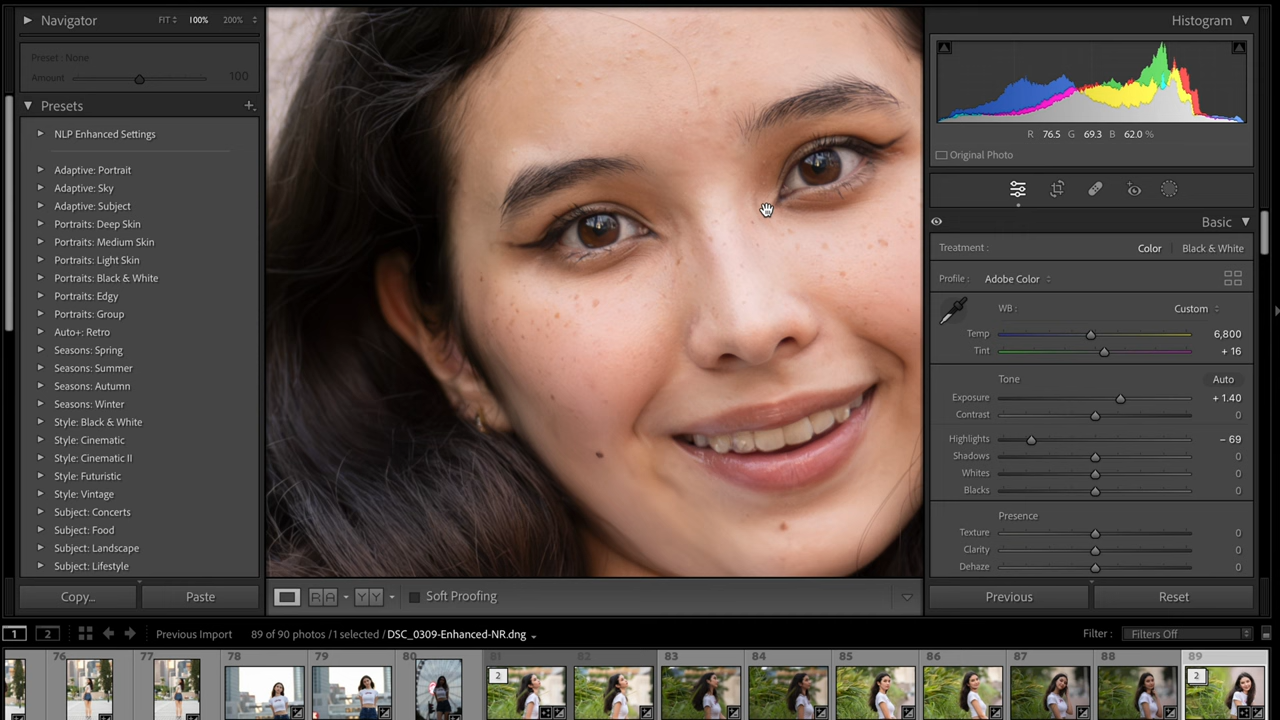 Navigator FIT 100% 200%
Preset : None
Amount 100
Presets
NLP Enhanced Settings
Adaptive: Portrait
Adaptive: Sky
Adaptive: Subject
Portraits: Deep Skin
Portraits: Medium Skin
Portraits: Light Skin
Portraits: Black & White
Portraits: Edgy
Portraits: Group
Auto+: Retro
Seasons: Spring
Seasons: Summer
Seasons: Autumn
Seasons: Winter
Style: Black & White
Style: Cinematic
Style: Cinematic II
Style: Futuristic
Style: Vintage
Subject: Concerts
Subject: Food
Subject: Landscape
Subject: Lifestyle
Copy... Paste
R A Y Y Soft Proofing
Histogram
R 76.5 G 69.3 B 62.0 %
Original Photo
Basic
Treatment : Color Black & White
Profile : Adobe Color
WB : Custom
Temp 6,800
Tint + 16
Tone Auto
Exposure + 1.40
Contrast 0
Highlights – 69
Shadows 0
Whites 0
Blacks 0
Presence
Texture 0
Clarity 0
Dehaze 0
Previous Reset
1 2 Previous Import 89 of 90 photos / 1 selected / DSC_0309-Enhanced-NR.dng Filter : Filters Off
76 77 78 79 80 81 82 83 84 85 86 87 88 89
2 2